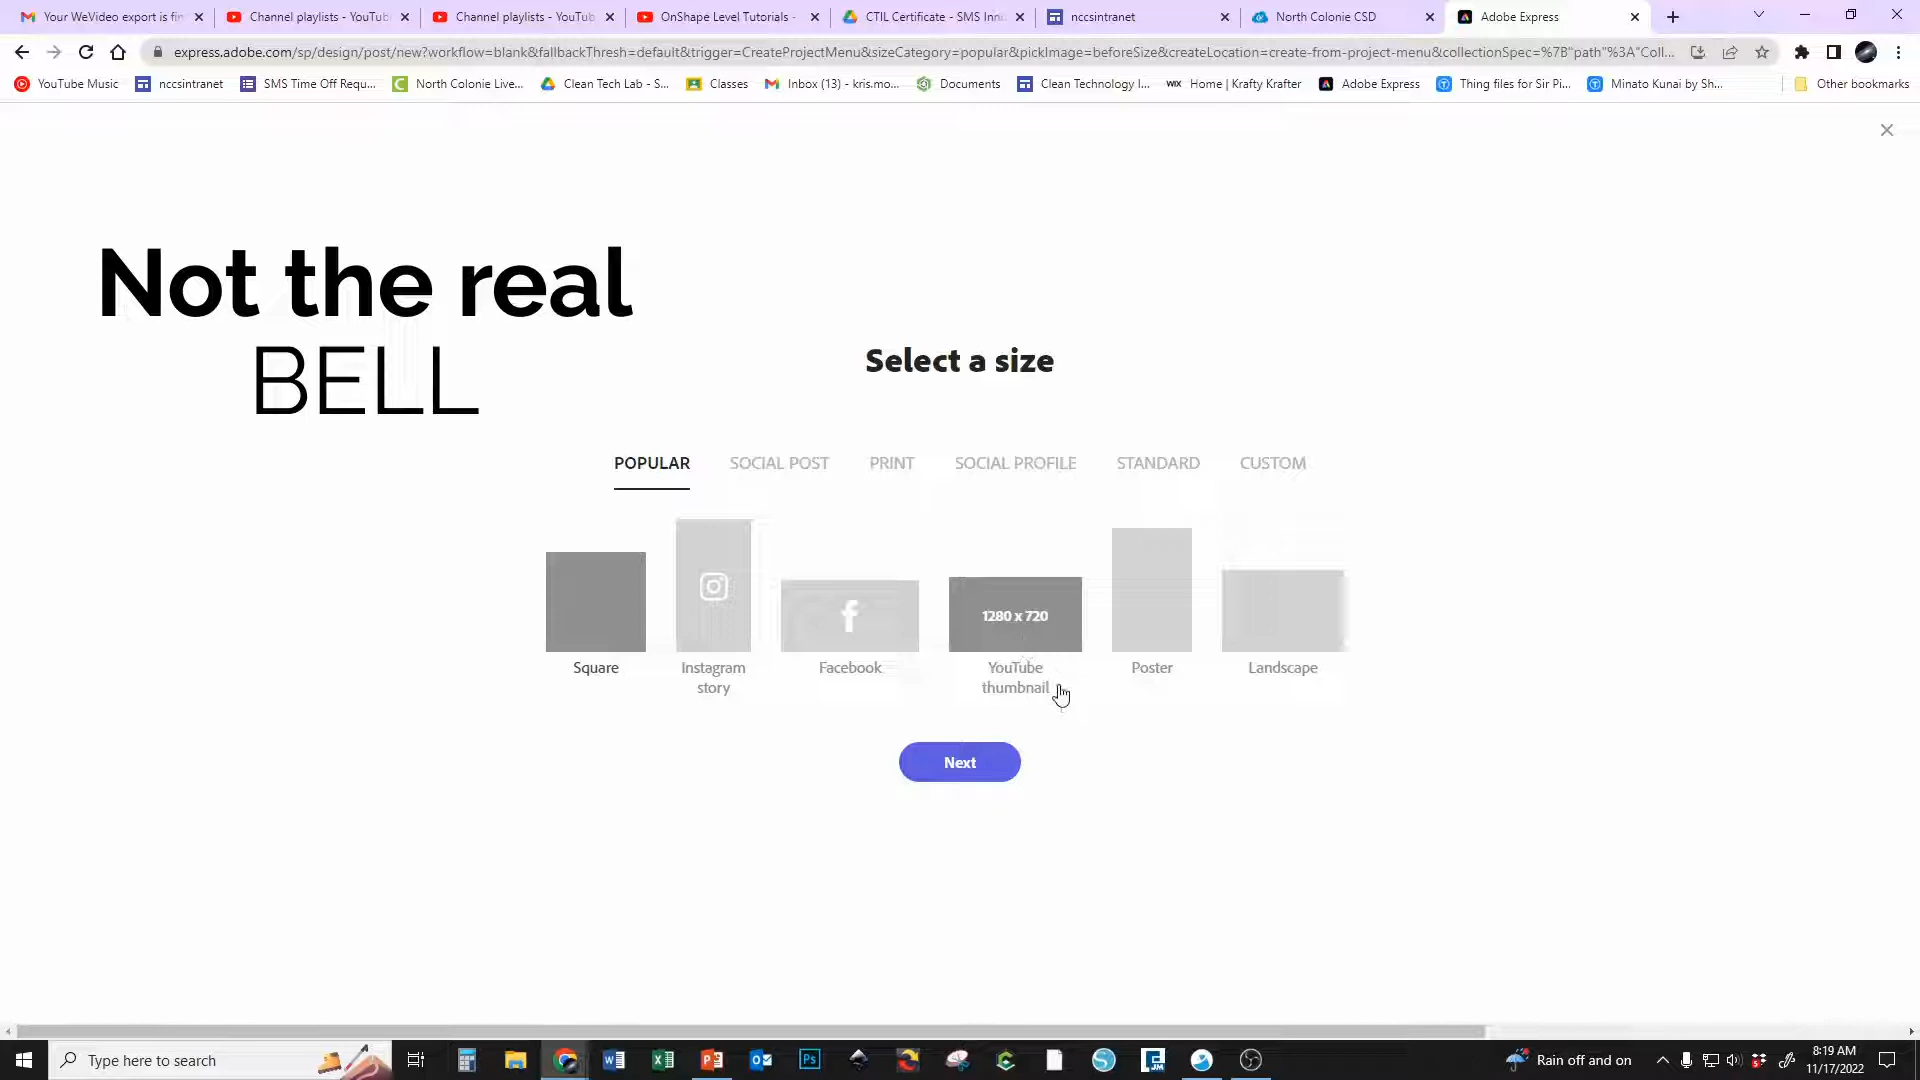 Your WeVideo export is fin
Channel playlists - YouTub
Channel playlists - YouTub
OnShape Level Tutorials -
CTIL Certificate - SMS Inno
nccsintranet
North Colonie CSD
Adobe Express
express.adobe.com/sp/design/post/new?workflow=blank&fallbackThresh=default&trigger=CreateProjectMenu&sizeCategory=popular&pickImage=beforeSize&createLocation=create-from-project-menu&collectionSpec=%7B"path"%3A"Coll...
YouTube Music
nccsintranet
SMS Time Off Requ...
North Colonie Live...
Clean Tech Lab - S...
Classes
Inbox (13) - kris.mo...
Documents
Clean Technology I...
WIX Home | Krafty Krafter
Adobe Express
Thing files for Sir Pi...
Minato Kunai by Sh...
Other bookmarks
Not the real
BELL
Select a size
POPULAR SOCIAL POST PRINT SOCIAL PROFILE STANDARD CUSTOM
1280 x 720
Square
Instagram
story
Facebook
YouTube
thumbnail
Poster
Landscape
Next
Type here to search
Rain off and on
8:19 AM
11/17/2022